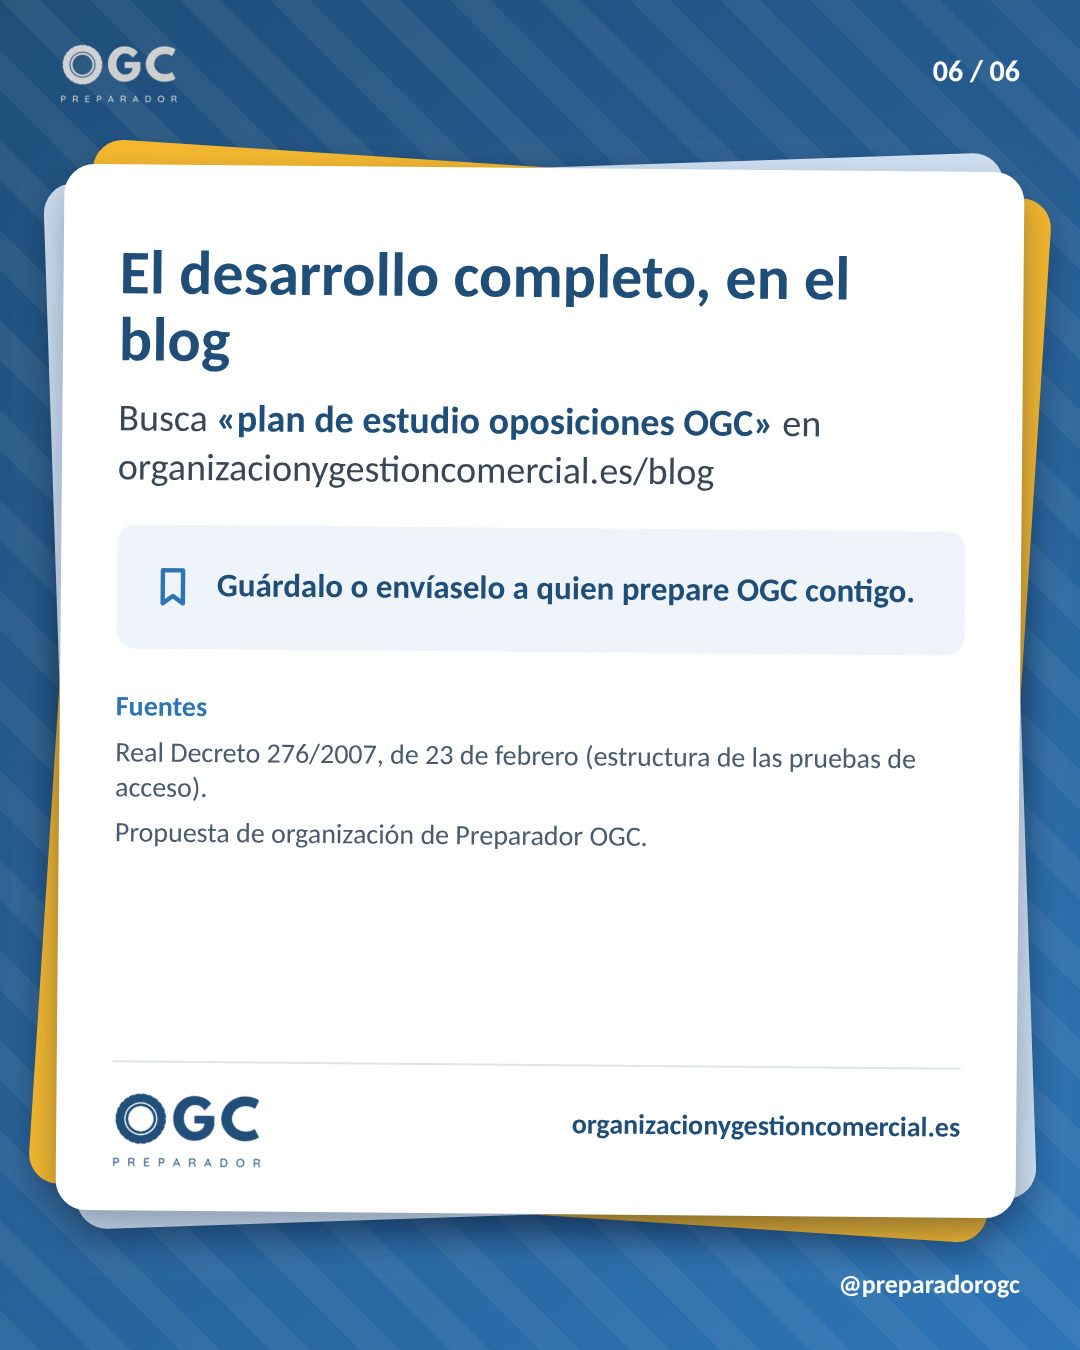 OGC
PREPARADOR
06 / 06
El desarrollo completo, en el
blog
Busca «plan de estudio oposiciones OGC» en
organizacionygestioncomercial.es/blog
Guárdalo o envíaselo a quien prepare OGC contigo.
Fuentes
Real Decreto 276/2007, de 23 de febrero (estructura de las pruebas de
acceso).
Propuesta de organización de Preparador OGC.
OGC
PREPARADOR
organizacionygestioncomercial.es
@preparadorogc